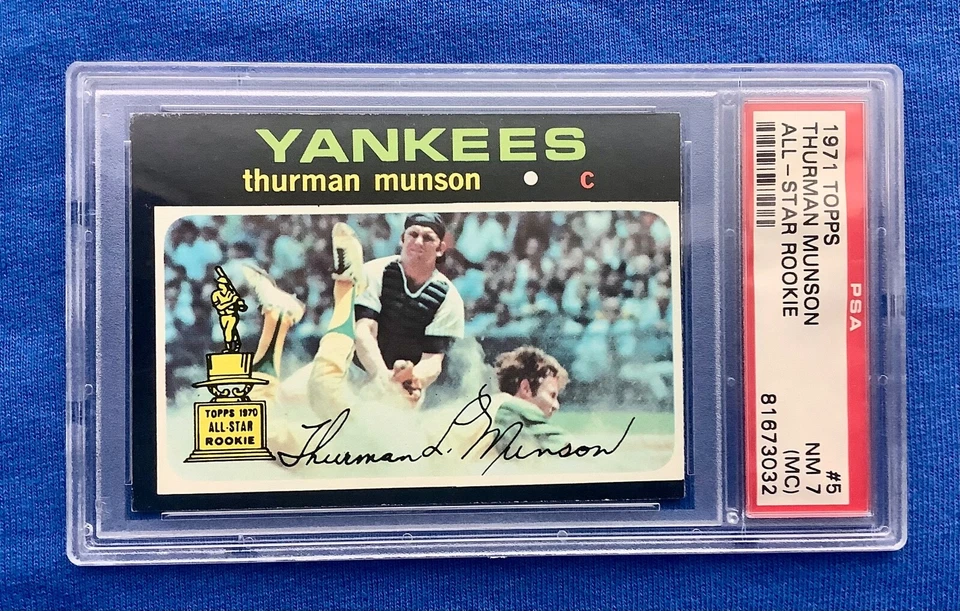 YANKEES
thurman munson • c
TOPPS 1970
ALL-STAR
ROOKIE
Thurman L. Munson
1971 TOPPS #5
THURMAN MUNSON NM 7
ALL-STAR ROOKIE (MC)
81673032
PSA